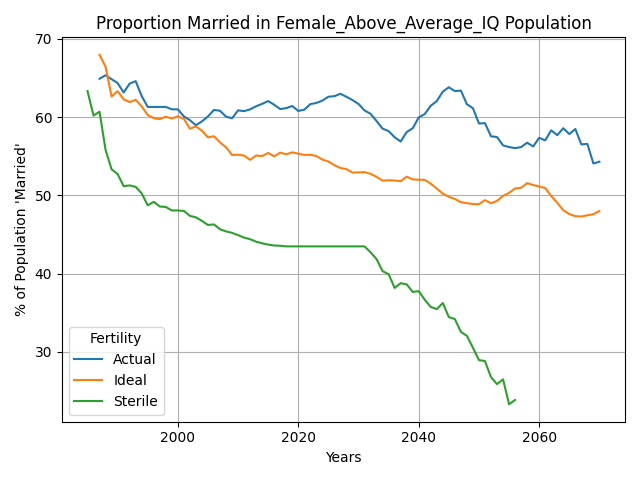 Proportion Married in Female_Above_Average_IQ Population
% of Population 'Married'
70
60
50
40
30
Fertility
Actual
Ideal
Sterile
2000 2020 2040 2060
Years